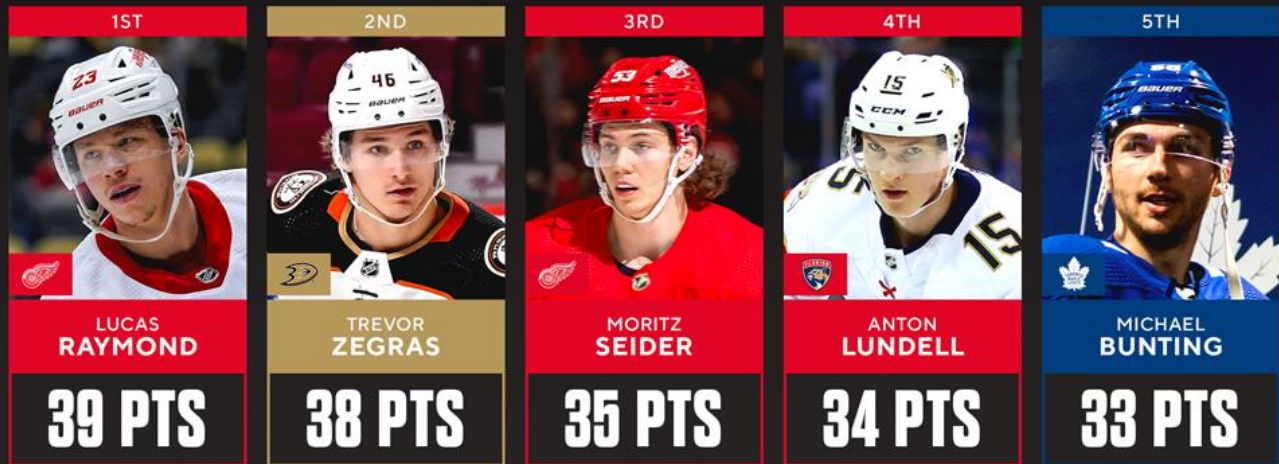 1ST
2ND
3RD
4TH
5TH
23
BAUER
46
BAUER
53
BAUER
15
CCM
15
15
BAUER
FLORIDA
LUCAS
RAYMOND
TREVOR
ZEGRAS
MORITZ
SEIDER
ANTON
LUNDELL
MICHAEL
BUNTING
39 PTS
38 PTS
35 PTS
34 PTS
33 PTS